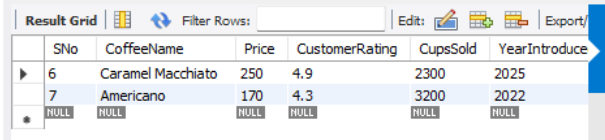 Result Grid Filter Rows: Edit: Export/
SNo CoffeeName Price CustomerRating CupsSold YearIntroduce
6 Caramel Macchiato 250 4.9 2300 2025
7 Americano 170 4.3 3200 2022
NULL NULL NULL NULL NULL NULL